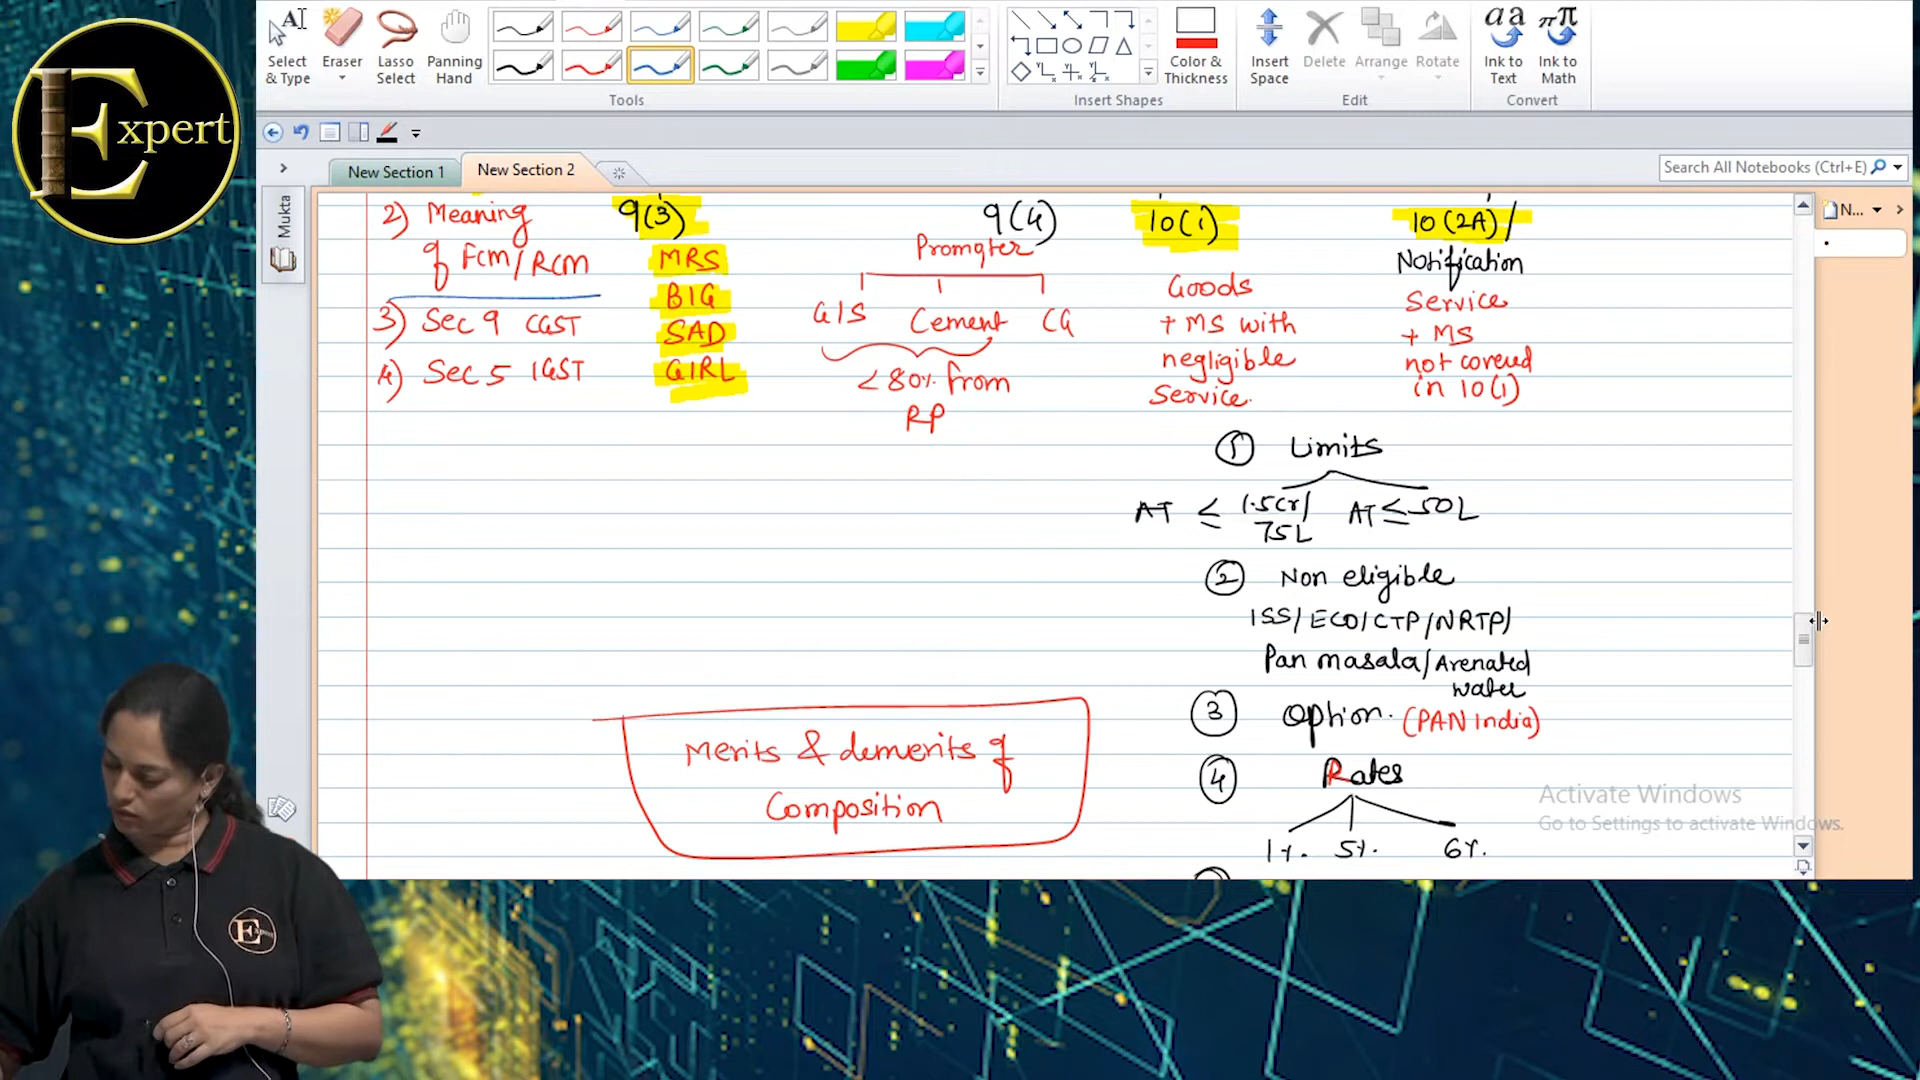 Expert
Select & Type
Eraser
Lasso Select
Panning Hand
Color & Thickness
Insert Space
Delete
Arrange
Rotate
Ink to Text
Ink to Math
Tools
Insert Shapes
Edit
Convert
New Section 1
New Section 2
Search All Notebooks (Ctrl+E)
Mukta
N...
2) Meaning
of FCM/RCM
3) Sec 9 CGST
4) Sec 5 IGST
9(3)
MRS
BIG
SAD
GIRL
9(4)
Promoter
G/S
Cement
CG
<80% from
RP
10(1)
Goods
+ MS with
negligible
Service.
10(2A)/
Notification
Service
+ MS
not covered
in 10(1)
1 Limits
AT ≤ 1.5Cr/ 75L
AT ≤ 50L
2 Non eligible
ISS/ECO/CTP/NRTP/
Pan masala/Arenated
water
3 Option. (PAN India)
4 Rates
1%. 5%. 6%.
Merits & demerits of
Composition
Activate Windows
Go to Settings to activate Windows.
E